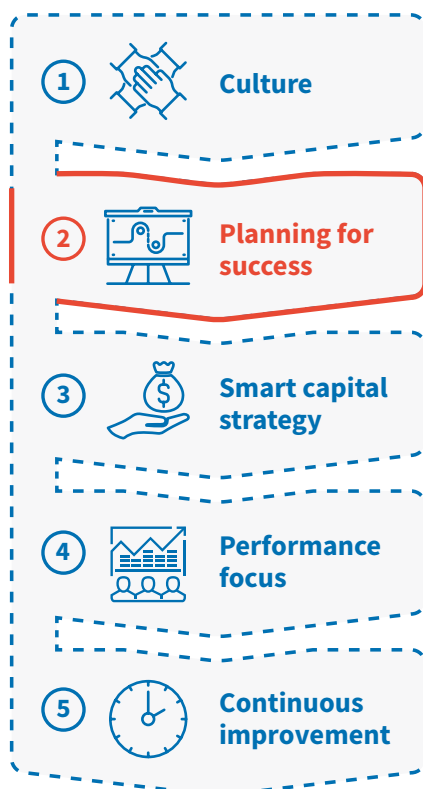 1
Culture
2
Planning for
success
3
$
Smart capital
strategy
4
Performance
focus
5
Continuous
improvement